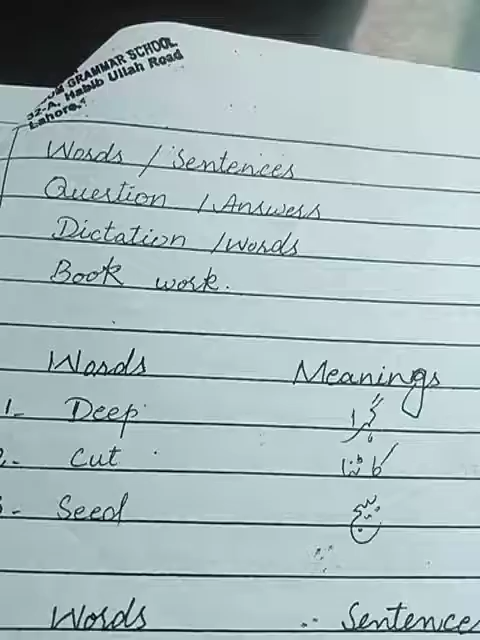 GRAMMAR SCHOOL
32-A, Habib Ullah Road
Lahore.
Words / Sentences
Question / Answers
Dictation / Words
Book work.
Words Meanings
1- Deep گہرا
2- Cut کاٹنا
3- Seed بیج
Words Sentences